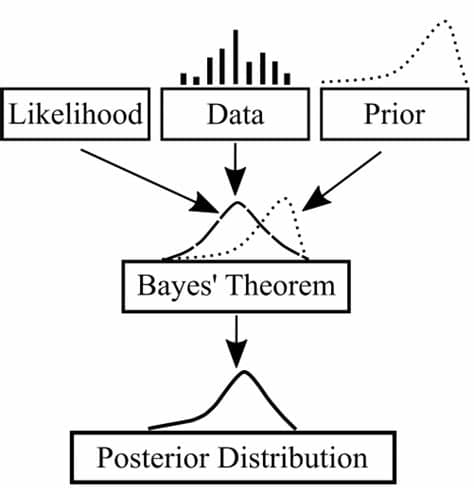 Likelihood
Data
Prior
Bayes' Theorem
Posterior Distribution